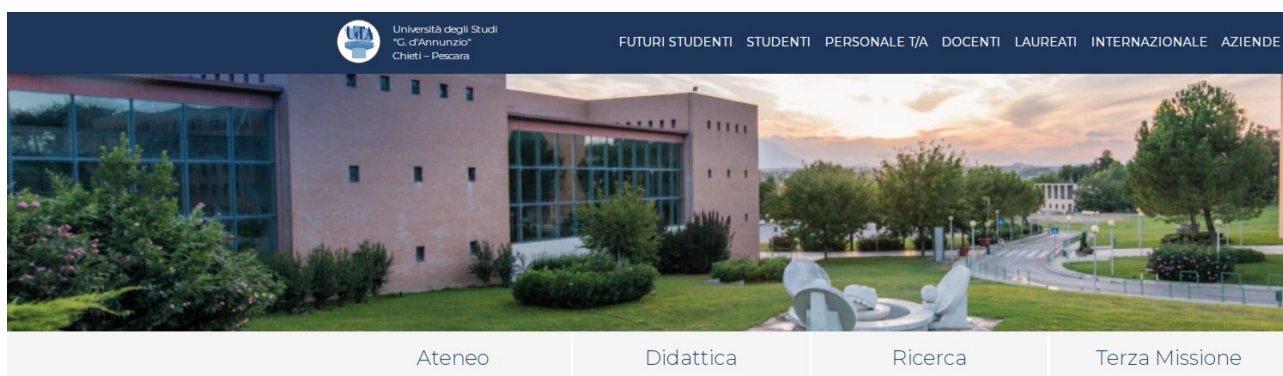 UdA
Università degli Studi
"G. d'Annunzio"
Chieti – Pescara
FUTURI STUDENTI STUDENTI PERSONALE T/A DOCENTI LAUREATI INTERNAZIONALE AZIENDE
Ateneo Didattica Ricerca Terza Missione